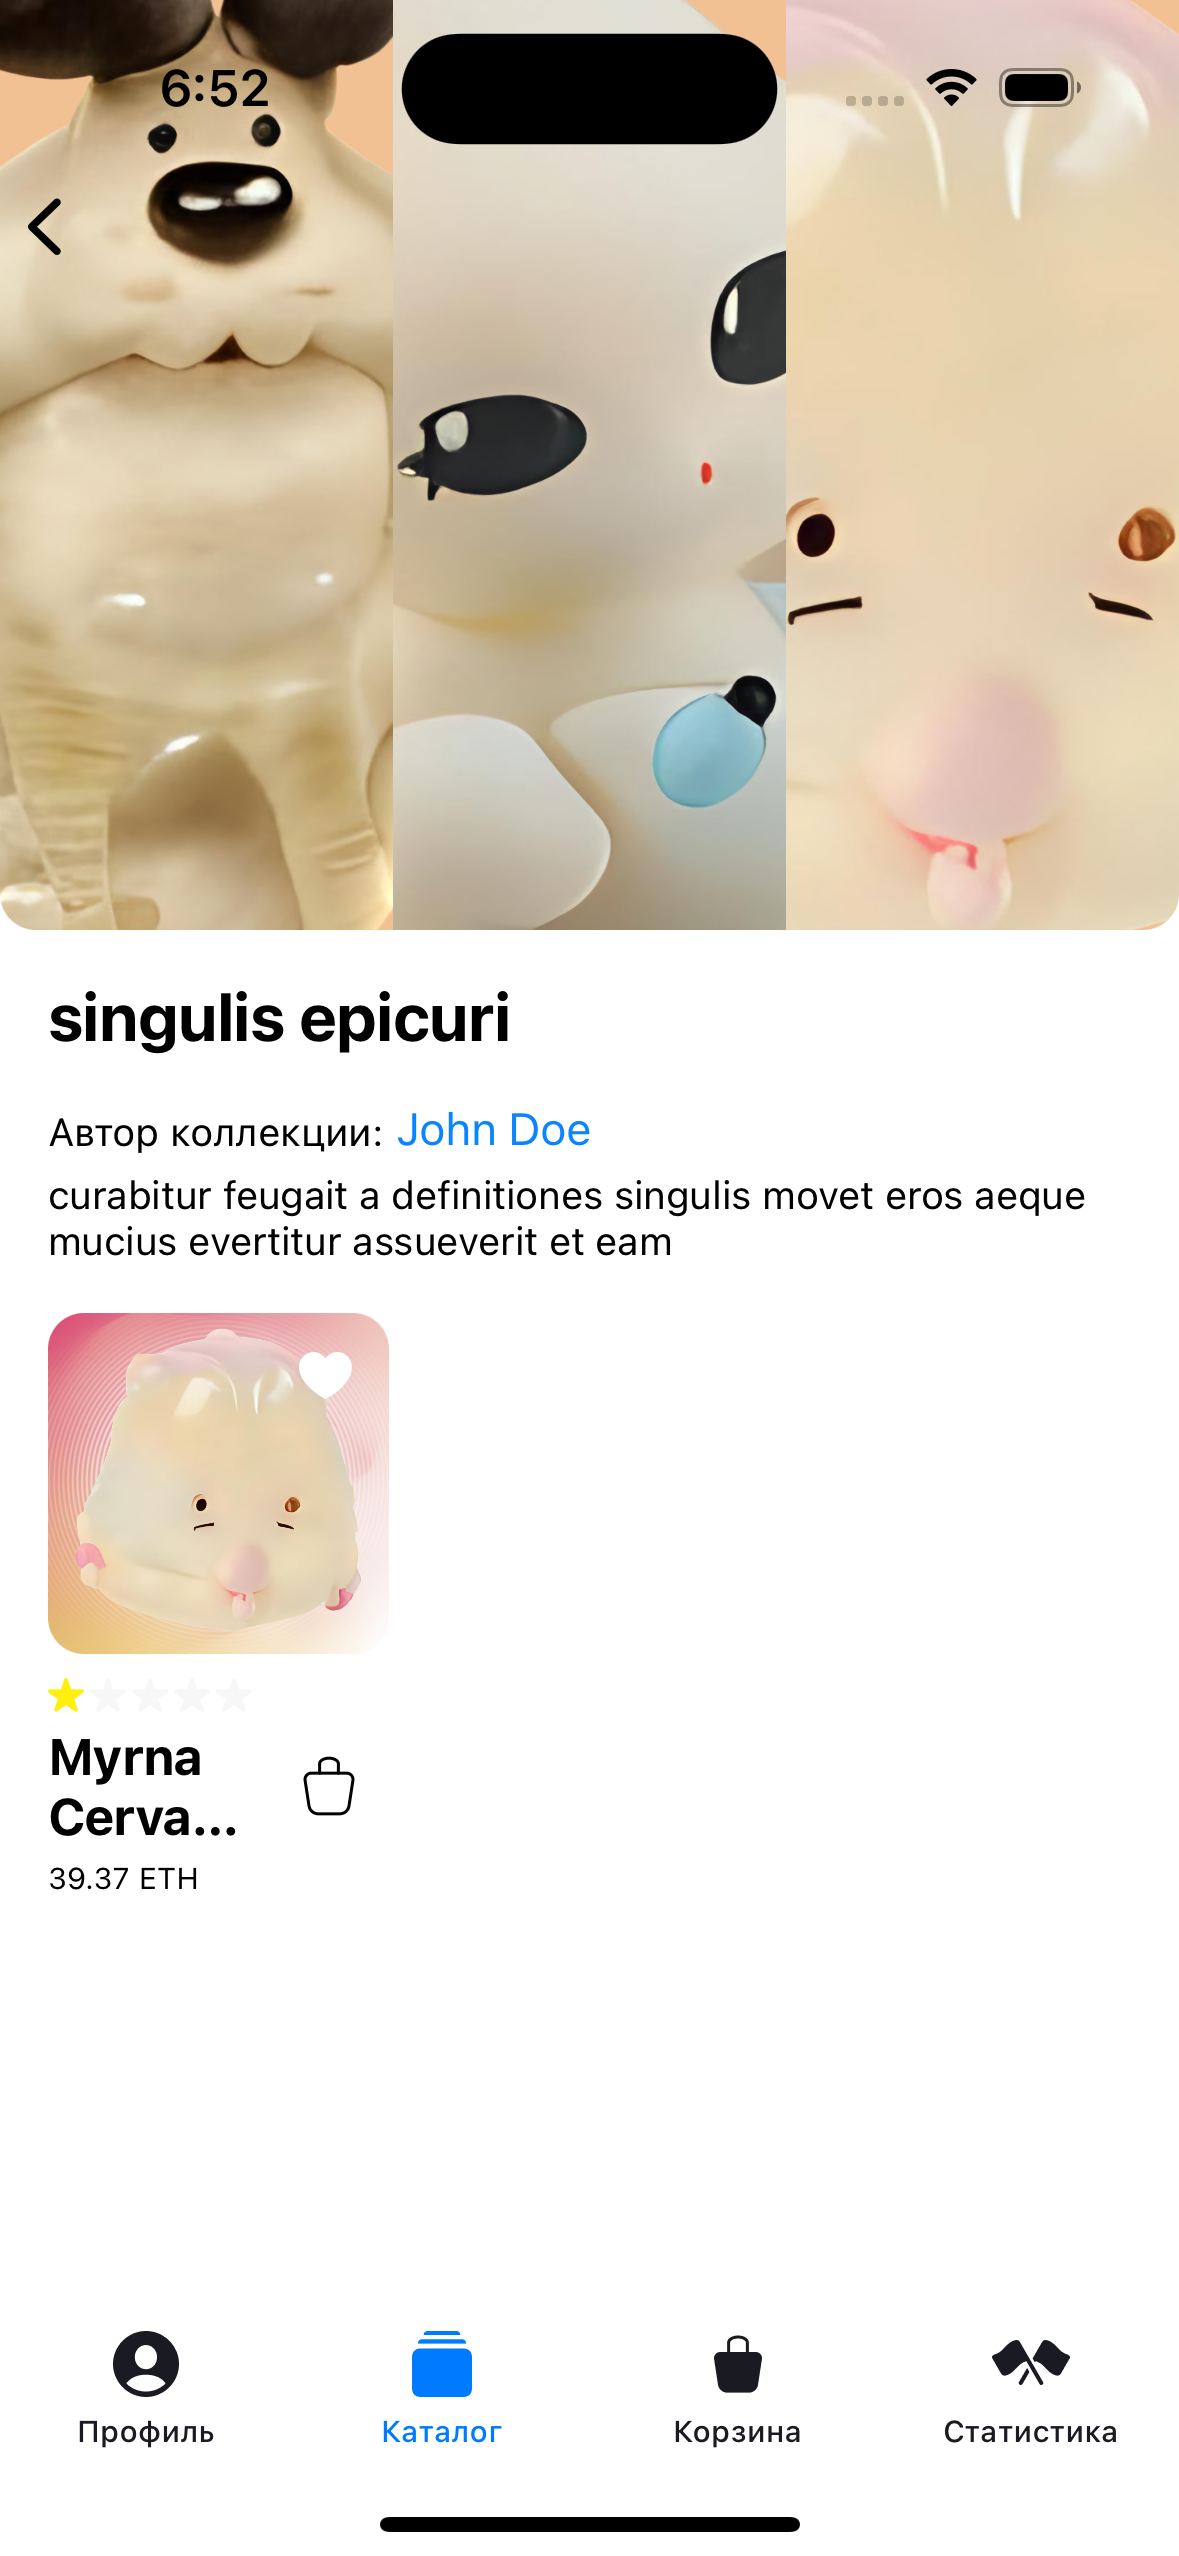 6:52
singulis epicuri
Автор коллекции: John Doe
curabitur feugait a definitiones singulis movet eros aeque
mucius evertitur assueverit et eam
Myrna
Cerva...
39.37 ETH
Профиль
Каталог
Корзина
Статистика